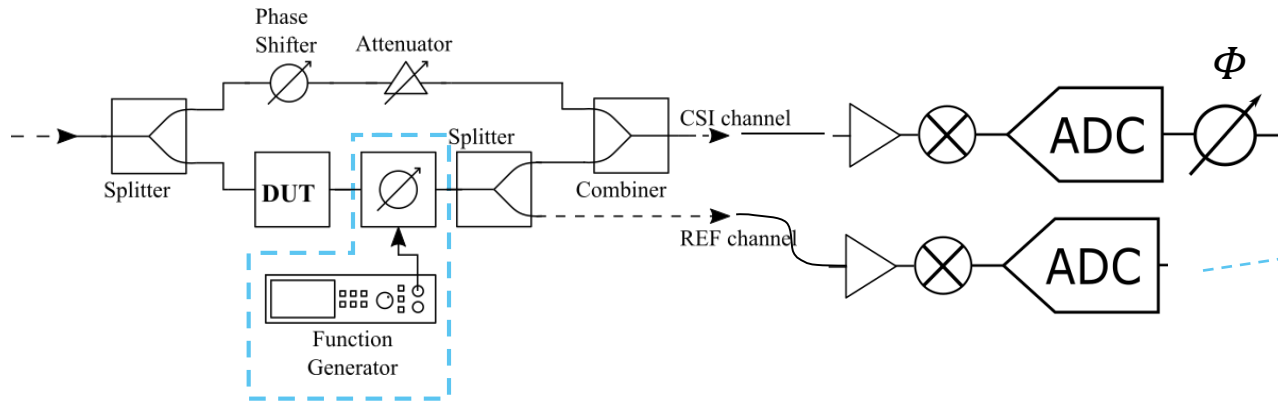 Phase
Shifter
Attenuator
Φ
CSI channel
ADC
Splitter
Splitter
DUT
Combiner
REF channel
ADC
Function
Generator